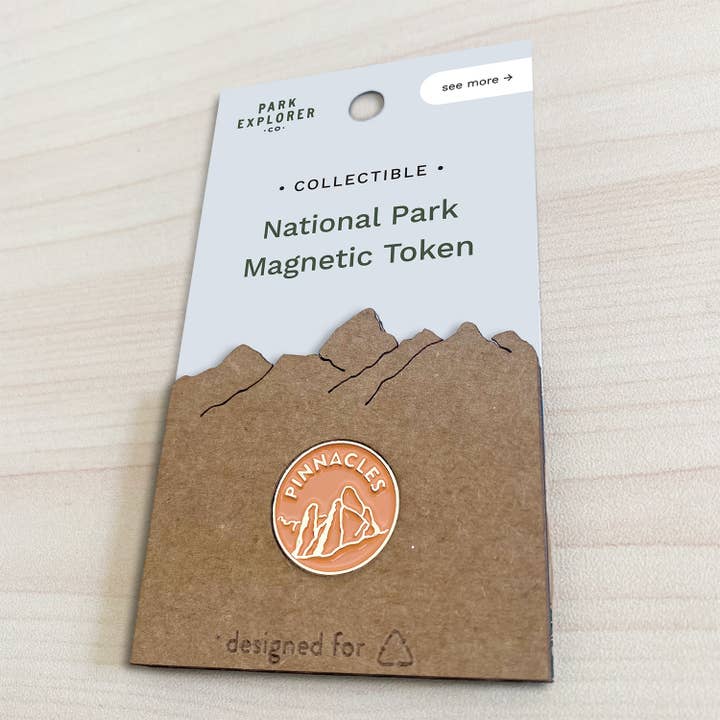 PARK
EXPLORER
·CO·
see more →
• COLLECTIBLE •
National Park
Magnetic Token
PINNACLES
designed for